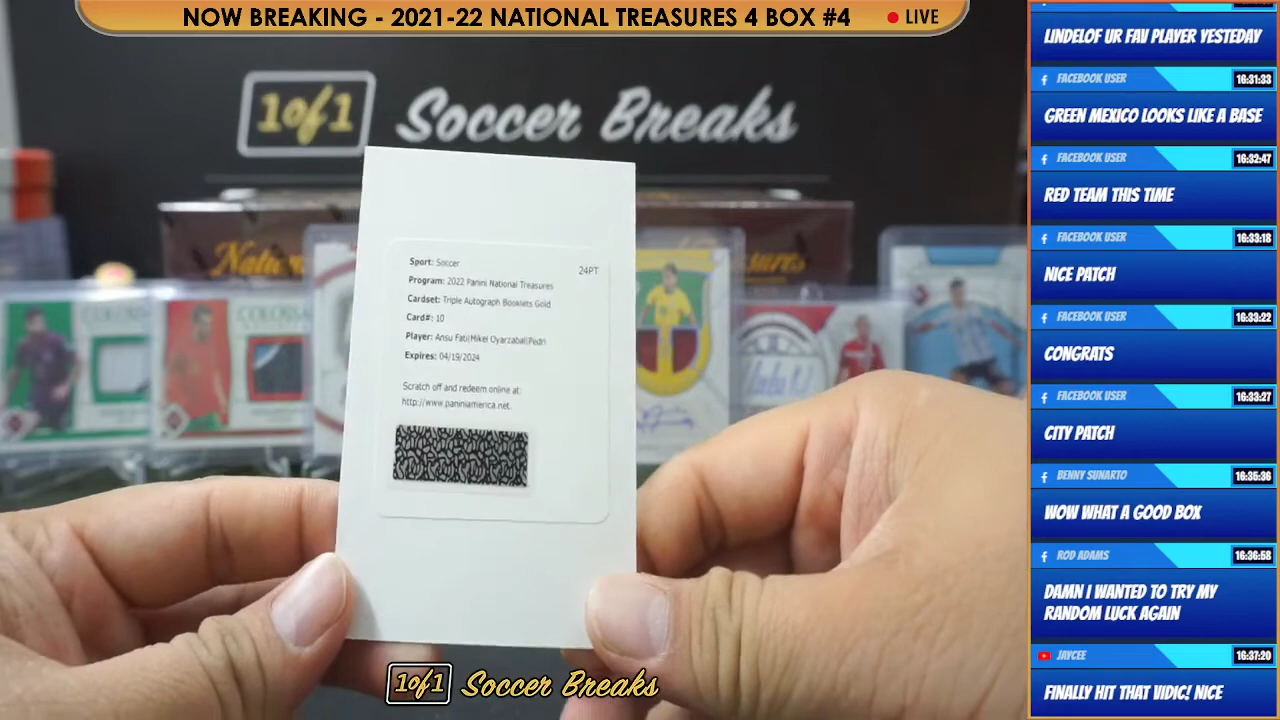 NOW BREAKING - 2021-22 NATIONAL TREASURES 4 BOX #4
LIVE
1of1 Soccer Breaks
Sport: Soccer
24PT
Program: 2022 Panini National Treasures
Cardset: Triple Autograph Booklets Gold
Card#: 10
Player: Ansu Fati|Mikel Oyarzabal|Pedri
Expires: 04/19/2024
Scratch off and redeem online at:
http://www.paniniamerica.net.
1of1 Soccer Breaks
LINDELOF UR FAV PLAYER YESTEDAY
FACEBOOK USER 16:31:33
GREEN MEXICO LOOKS LIKE A BASE
FACEBOOK USER 16:32:47
RED TEAM THIS TIME
FACEBOOK USER 16:33:18
NICE PATCH
FACEBOOK USER 16:33:22
CONGRATS
FACEBOOK USER 16:33:27
CITY PATCH
BENNY SUNARTO 16:35:36
WOW WHAT A GOOD BOX
ROD ADAMS 16:36:58
DAMN I WANTED TO TRY MY
RANDOM LUCK AGAIN
JAYCEE 16:37:20
FINALLY HIT THAT VIDIC! NICE